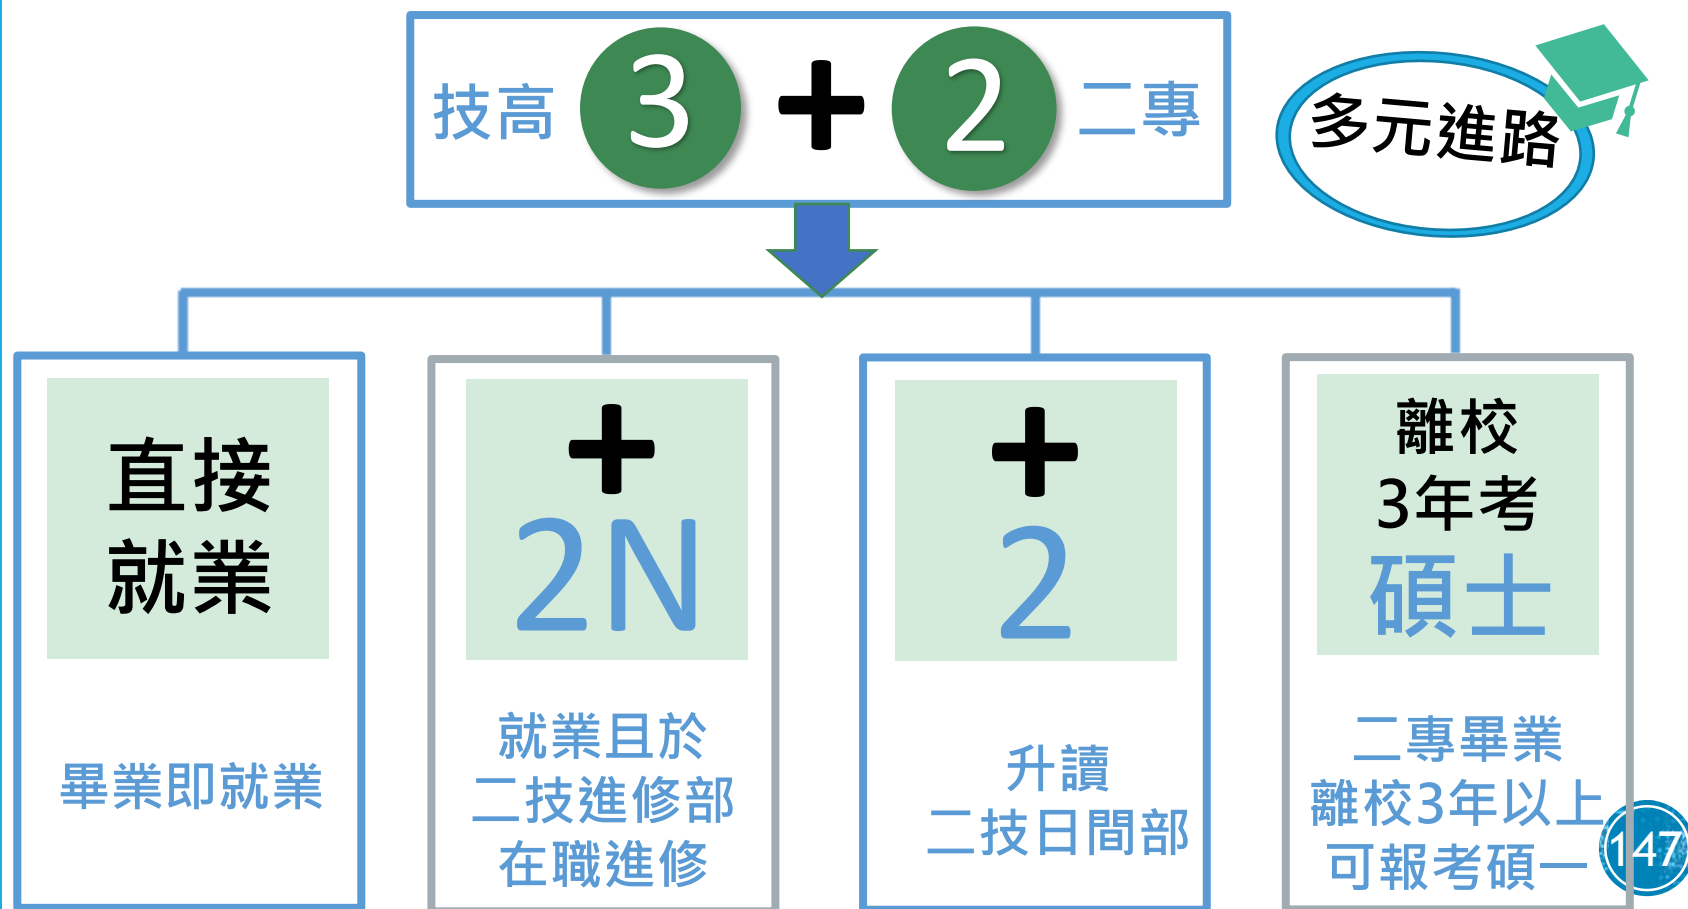 技高 3 + 2 二專
多元進路
直接
就業
畢業即就業
+
2N
就業且於
二技進修部
在職進修
+
2
升讀
二技日間部
離校
3年考
碩士
二專畢業
離校3年以上
可報考碩一
147